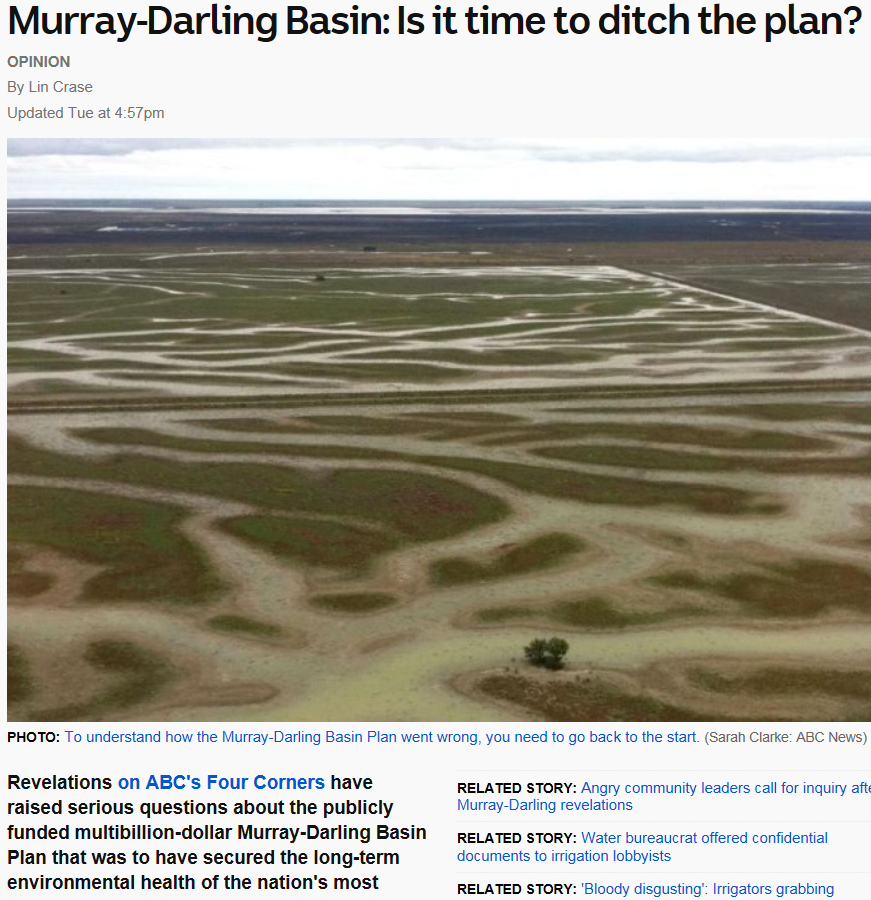 Murray-Darling Basin: Is it time to ditch the plan?
OPINION
By Lin Crase
Updated Tue at 4:57pm
PHOTO: To understand how the Murray-Darling Basin Plan went wrong, you need to go back to the start. (Sarah Clarke: ABC News)
Revelations on ABC's Four Corners have
raised serious questions about the publicly
funded multibillion-dollar Murray-Darling Basin
Plan that was to have secured the long-term
environmental health of the nation's most
RELATED STORY: Angry community leaders call for inquiry afte
Murray-Darling revelations
RELATED STORY: Water bureaucrat offered confidential
documents to irrigation lobbyists
RELATED STORY: 'Bloody disgusting': Irrigators grabbing